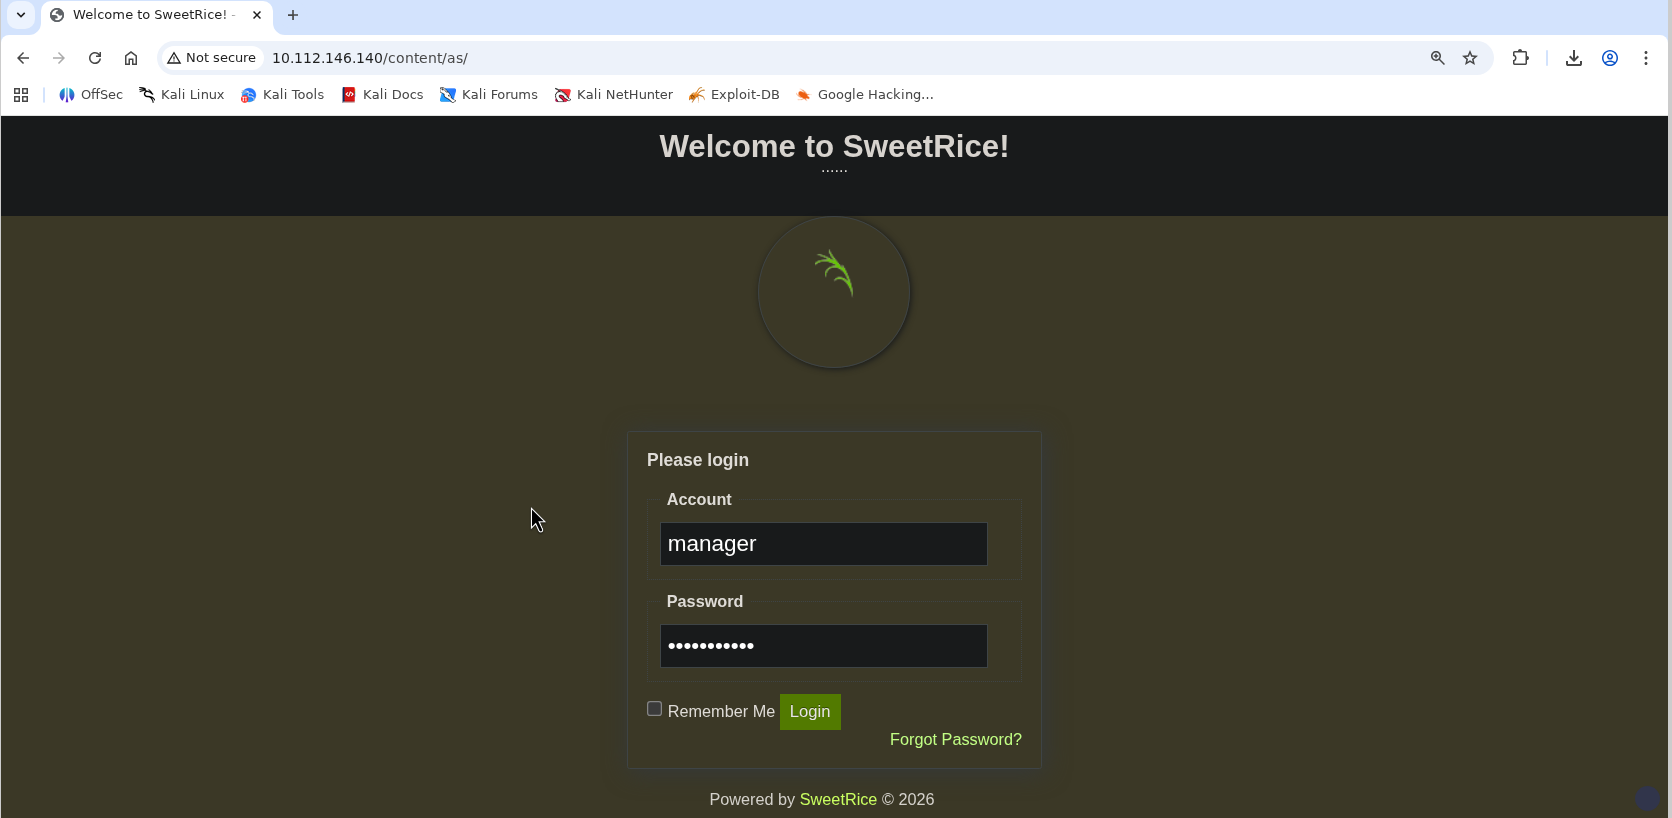 Welcome to SweetRice! -
Not secure 10.112.146.140/content/as/
OffSec Kali Linux Kali Tools Kali Docs Kali Forums Kali NetHunter Exploit-DB Google Hacking...
Welcome to SweetRice!
......
Please login
Account
manager
Password
•••••••••••
Remember Me Login
Forgot Password?
Powered by SweetRice © 2026